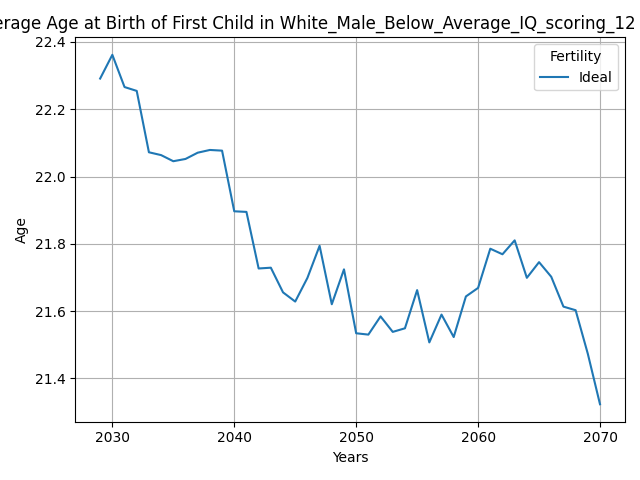 erage Age at Birth of First Child in White_Male_Below_Average_IQ_scoring_12
22.4
22.2
22.0
21.8
21.6
21.4
Age
Fertility
Ideal
2030 2040 2050 2060 2070
Years